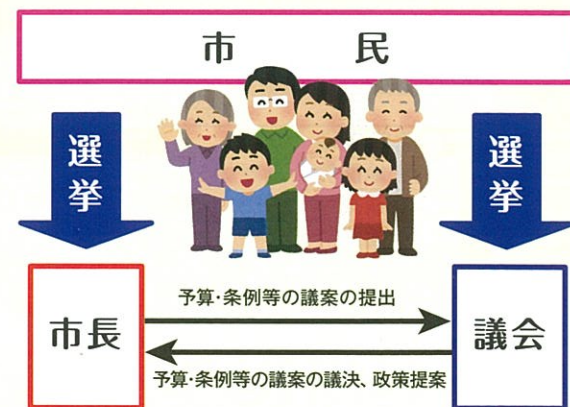 市　民
選挙
選挙
予算・条例等の議案の提出
市長
議会
予算・条例等の議案の議決、政策提案